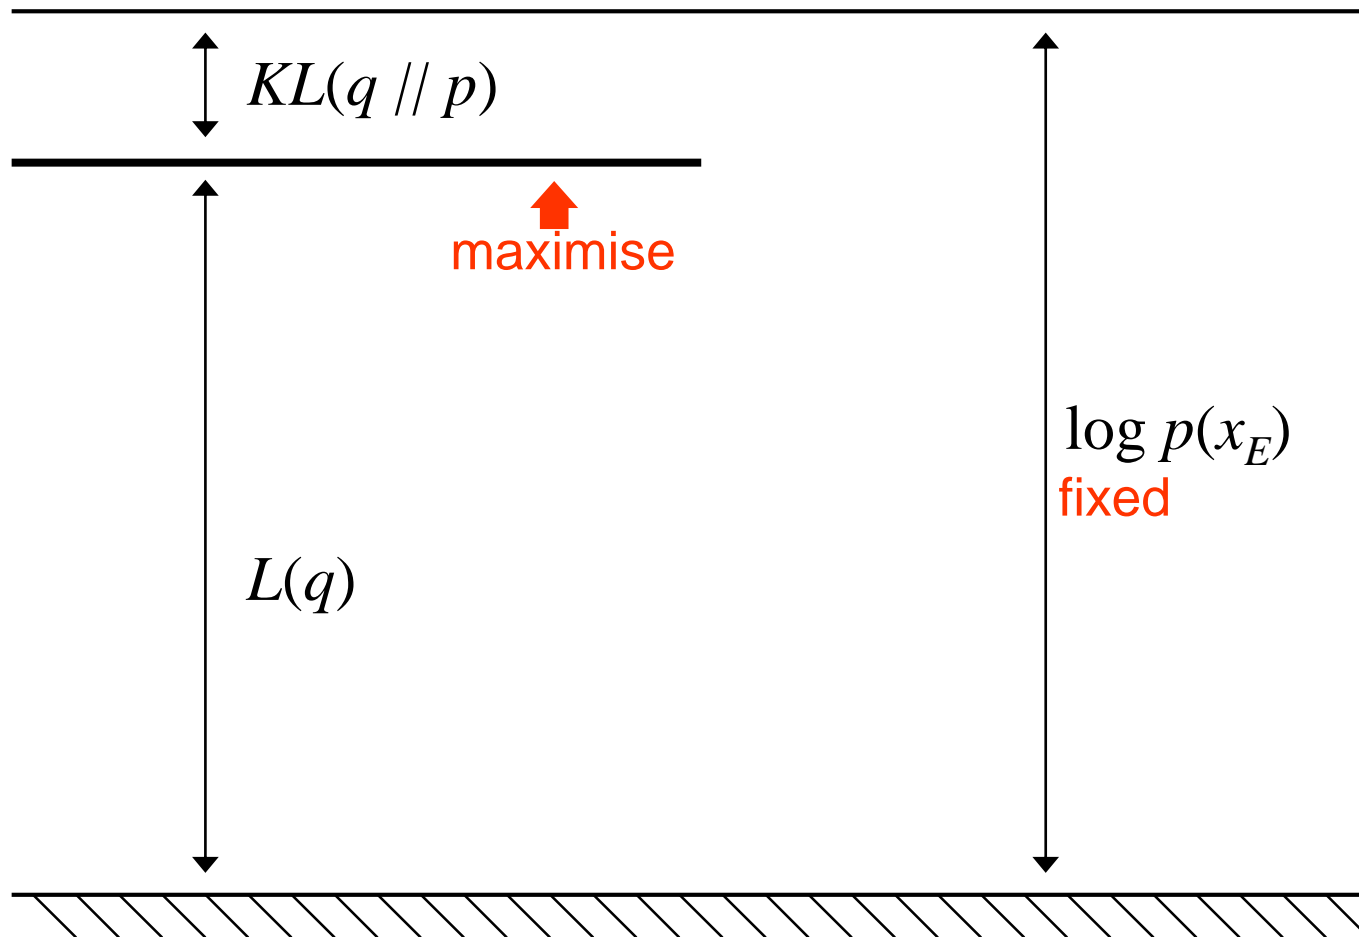 KL(q // p)
maximise
log p(x_E)
fixed
L(q)